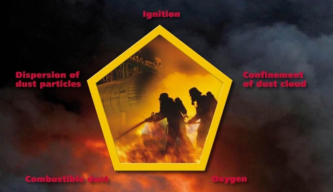 Ignition
Dispersion of
dust particles
Confinement
of dust cloud
Combustible dust
Oxygen